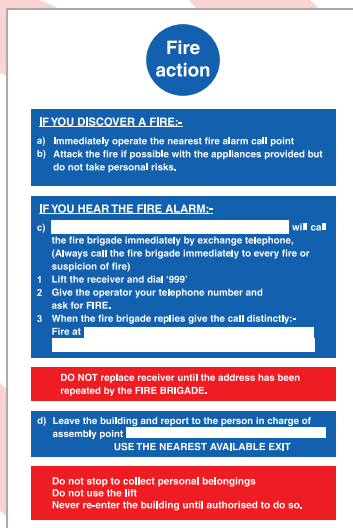 Fire
action
IF YOU DISCOVER A FIRE:-
a) Immediately operate the nearest fire alarm call point
b) Attack the fire if possible with the appliances provided but
do not take personal risks.
IF YOU HEAR THE FIRE ALARM:-
c) will call
the fire brigade immediately by exchange telephone,
(Always call the fire brigade immediately to every fire or
suspicion of fire)
1 Lift the receiver and dial ‘999’
2 Give the operator your telephone number and
ask for FIRE.
3 When the fire brigade replies give the call distinctly:-
Fire at
DO NOT replace receiver until the address has been
repeated by the FIRE BRIGADE.
d) Leave the building and report to the person in charge of
assembly point
USE THE NEAREST AVAILABLE EXIT
Do not stop to collect personal belongings
Do not use the lift
Never re-enter the building until authorised to do so.